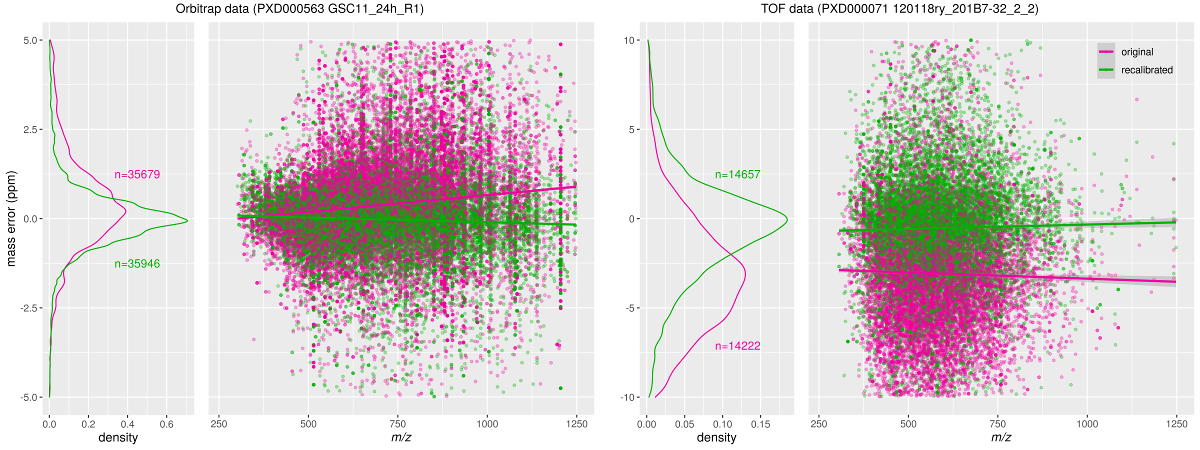 Orbitrap data (PXD000563 GSC11_24h_R1)
TOF data (PXD000071 120118ry_201B7-32_2_2)
mass error (ppm)
5.0
2.5
0.0
-2.5
-5.0
n=35679
n=35946
0.0 0.2 0.4 0.6
density
250 500 750 1000 1250
m/z
10
5
0
-5
-10
n=14657
n=14222
0.00 0.05 0.10 0.15
density
original
recalibrated
250 500 750 1000 1250
m/z